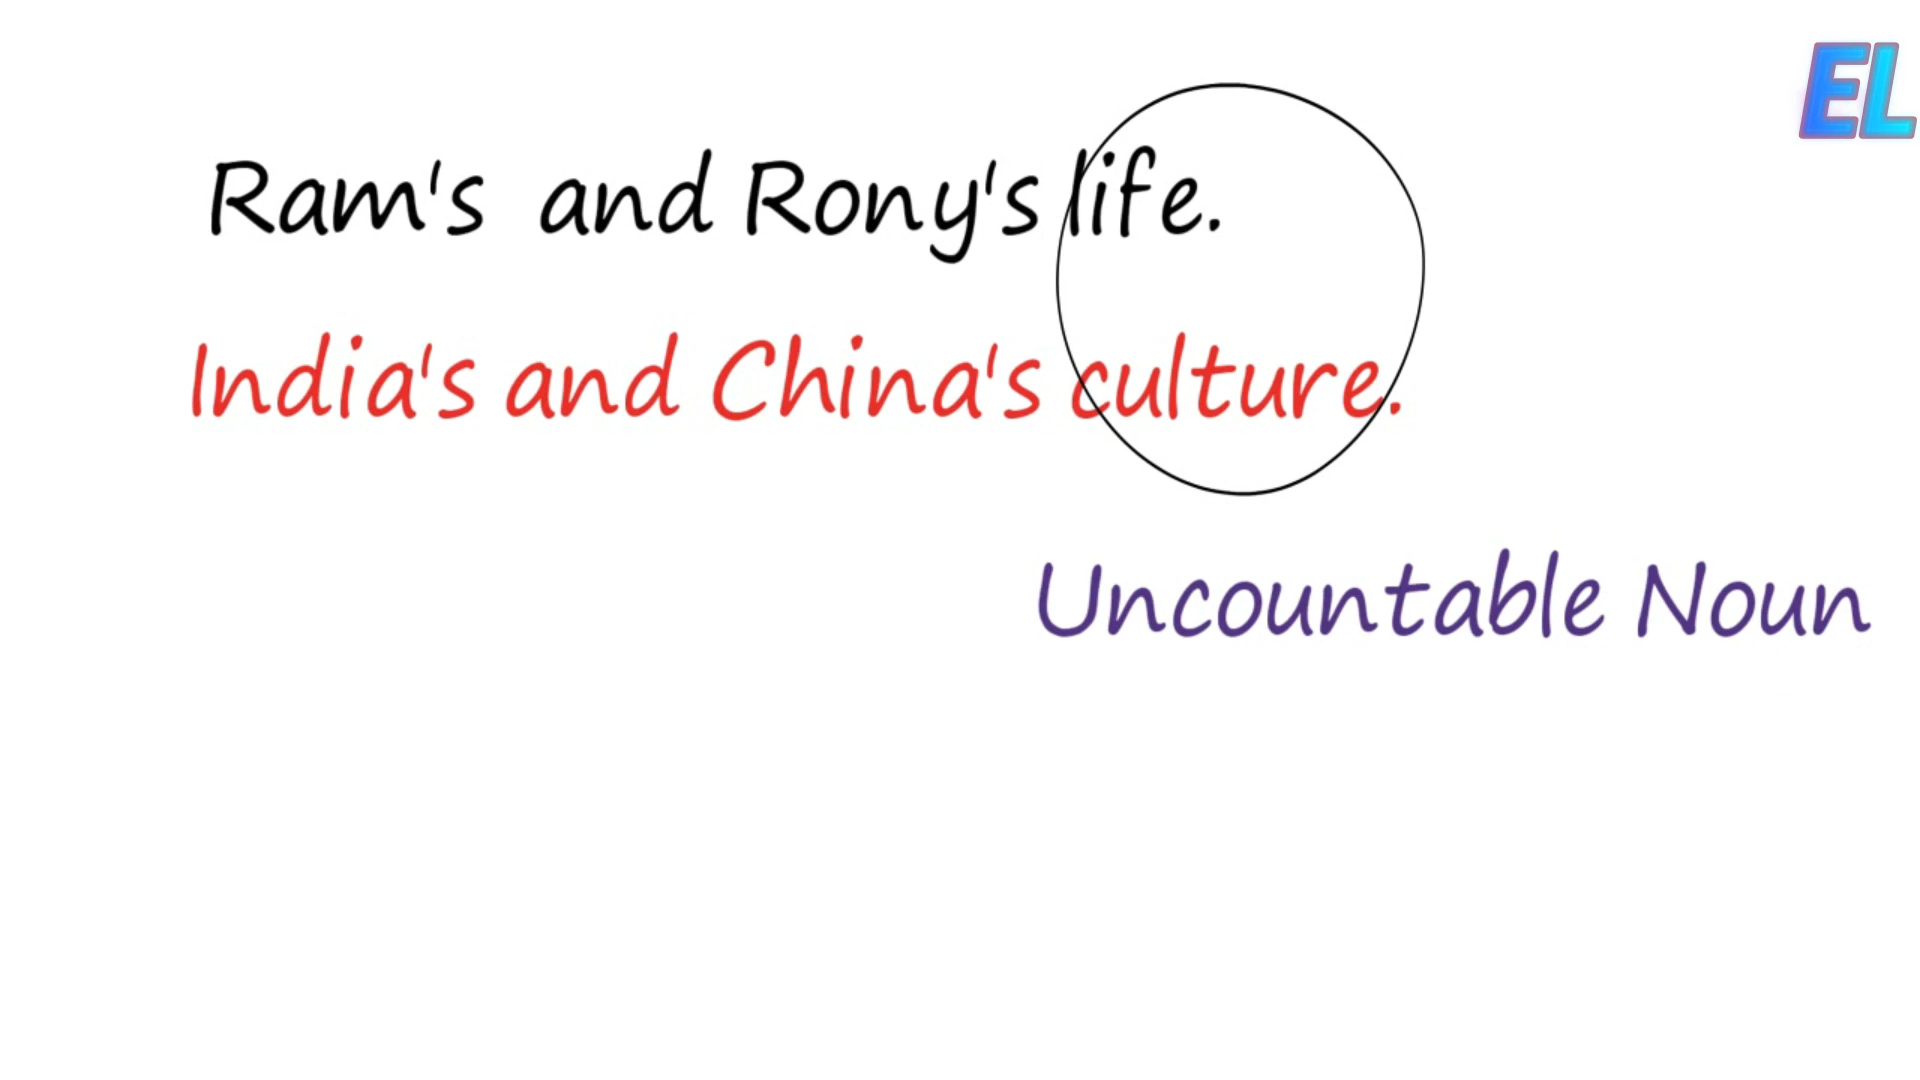 EL
Ram's and Rony's life.
India's and China's culture.
Uncountable Noun